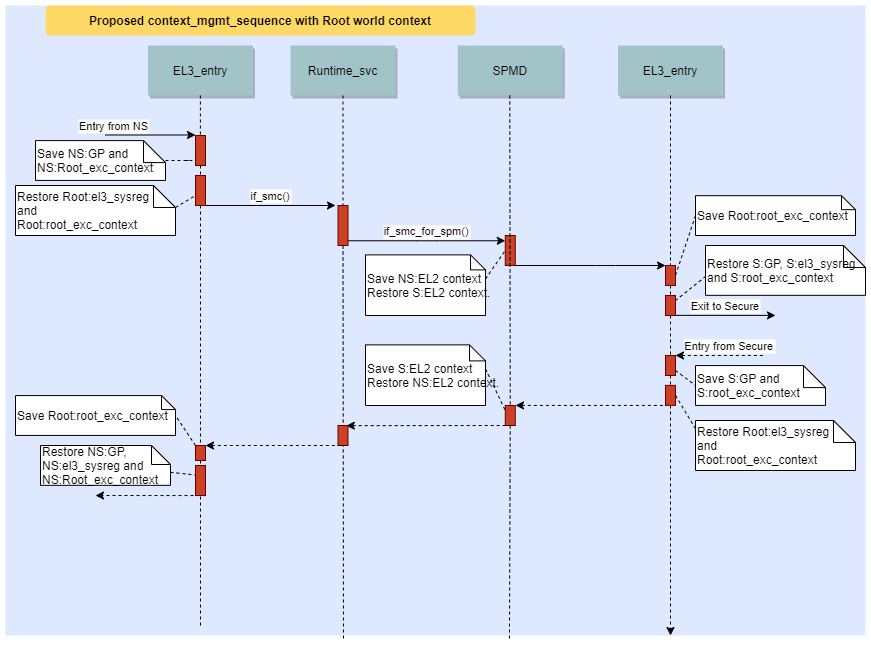 Proposed context_mgmt_sequence with Root world context
EL3_entry
Runtime_svc
SPMD
EL3_entry
Entry from NS
Save NS:GP and
NS:Root_exc_context
Restore Root:el3_sysreg
and
Root:root_exc_context
if_smc()
if_smc_for_spm()
Save NS:EL2 context
Restore S:EL2 context.
Save Root:root_exc_context
Restore S:GP, S:el3_sysreg
and S:root_exc_context
Exit to Secure
Entry from Secure
Save S:GP and
S:root_exc_context
Restore Root:el3_sysreg
and
Root:root_exc_context
Save S:EL2 context
Restore NS:EL2 context.
Save Root:root_exc_context
Restore NS:GP,
NS:el3_sysreg and
NS:Root_exc_context